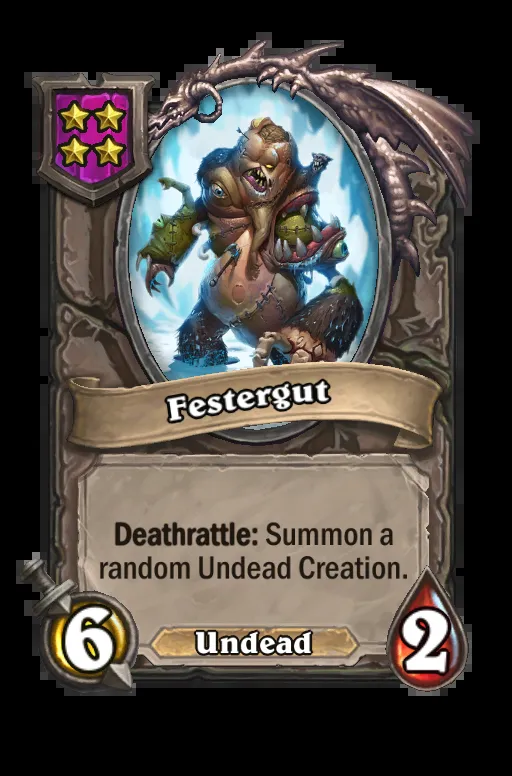 Festergut
Deathrattle: Summon a
random Undead Creation.
6
Undead
2